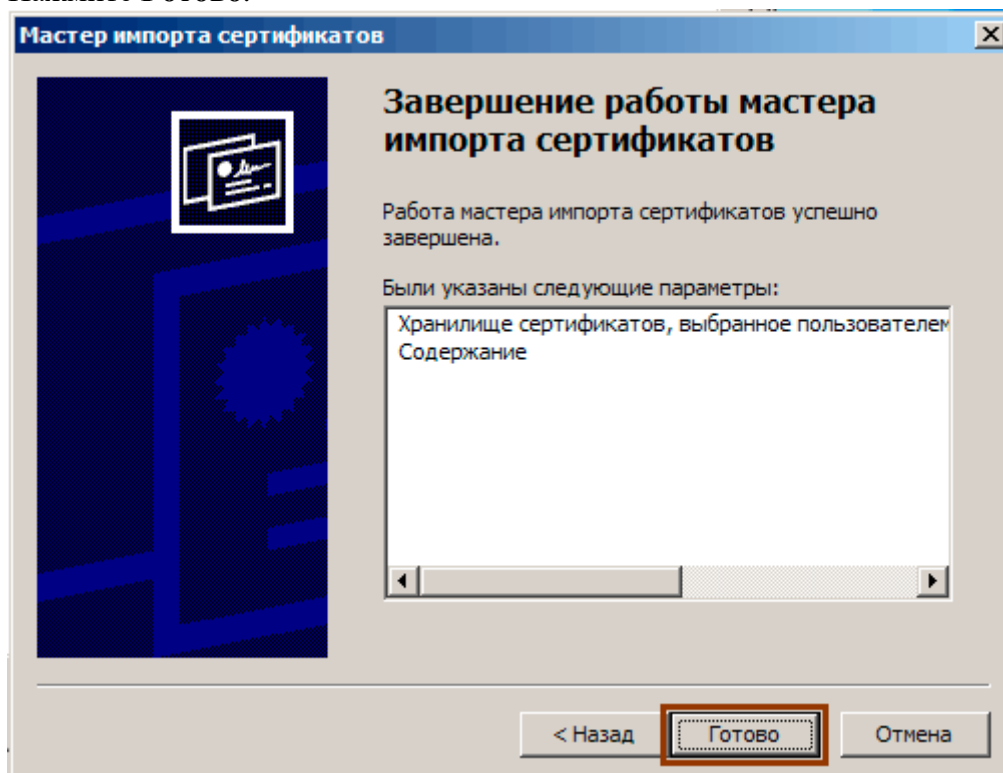 Мастер импорта сертификатов
Завершение работы мастера
импорта сертификатов
Работа мастера импорта сертификатов успешно
завершена.
Были указаны следующие параметры:
Хранилище сертификатов, выбранное пользователем
Содержание
< Назад
Готово
Отмена